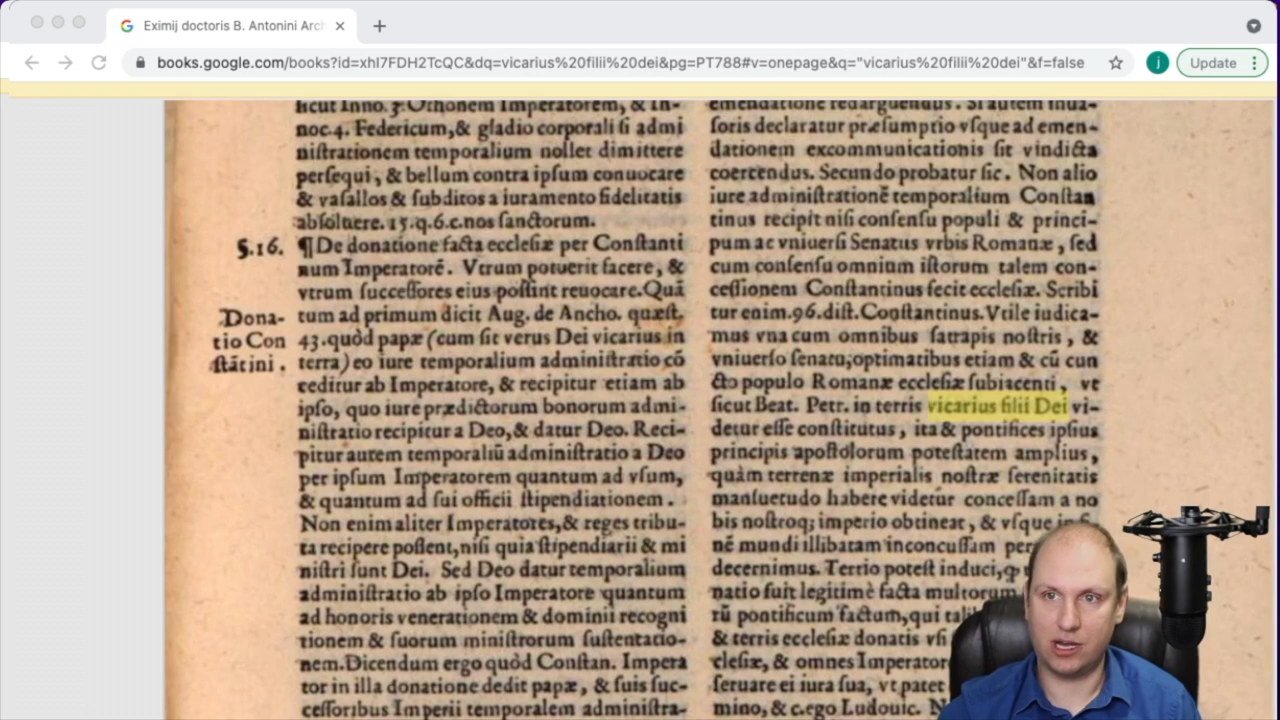 Eximij doctoris B. Antonini Arch
Update
books.google.com/books?id=xhI7FDH2TcQC&dq=vicarius%20filii%20dei&pg=PT788#v=onepage&q="vicarius%20filii%20dei"&f=false
j
ſicut Inno. 3. Othonem Imperatorem, & In-
noc. 4. Federicum, & gladio corporali ſi admi
niſtrationem temporalium nollet dimittere
perſequi, & bellum contra ipſum conuocare
& vaſallos & ſubditos a iuramento fidelitatis
abſoluere. 15. q. 6. c. nos ſanctorum.
§. 16. ¶ De donatione facta eccleſiæ per Conſtanti
num Imperatorē. Vtrum potuerit facere, &
vtrum ſucceſſores eius poſſint reuocare. Quā
Dona-
tio Con
ſtātini.
tum ad primum dicit Aug. de Ancho. quæſt.
43. quòd papæ (cum ſit verus Dei vicarius in
terra) eo iure temporalium adminiſtratio cō
ceditur ab Imperatore, & recipitur etiam ab
ipſo, quo iure prædictorum bonorum admi-
niſtratio recipitur a Deo, & datur Deo. Reci-
pitur autem temporaliū adminiſtratio a Deo
per ipſum Imperatorem quantum ad vſum,
& quantum ad ſui officii ſtipendiationem.
Non enim aliter Imperatores, & reges tribu-
ta recipere poſſent, niſi quia ſtipendiarii & mi
niſtri ſunt Dei. Sed Deo datur temporalium
adminiſtratio ab ipſo Imperatore quantum
ad honoris venerationem & dominii recogni
tionem & ſuorum miniſtrorum ſuſtentatio-
nem. Dicendum ergo quòd Conſtan. Impera
tor in illa donatione dedit papæ, & ſuis ſuc-
ceſſoribus Imperii temporalem adminiſtra-
emendatione redarguendus. Si autem inua-
ſoris declaratur præſumptio vſque ad emen-
dationem excommunicationis ſit vindicta
coercendus. Secundo probatur ſic. Non alio
iure adminiſtrationē temporalium Conſtan
tinus recipit niſi conſenſu populi & princi-
pum ac vniuerſi Senatus vrbis Romanæ, ſed
cum conſenſu omnium iſtorum talem con-
ceſſionem Conſtantinus fecit eccleſiæ. Scribi
tur enim. 96. diſt. Conſtantinus. Vtile iudica-
mus vna cum omnibus ſatrapis noſtris, &
vniuerſo ſenatu, optimatibus etiam & cū cun
cto populo Romanæ eccleſiæ ſubiacenti, vt
ſicut Beat. Petr. in terris vicarius filii Dei vi-
detur eſſe conſtitutus, ita & pontifices ipſius
principis apoſtolorum poteſtatem amplius,
quàm terrenæ imperialis noſtræ ſerenitatis
manſuetudo habere videtur conceſſam a no
bis noſtroq; imperio obtineat, & vſque in
nē mundi illibatam inconcuſſam per
decernimus. Tertio poteſt induci, ꝙ
natio fuit legitimè facta multorum
rū pontificum factum, qui tali
& terris eccleſiæ donatis vſi
cleſiæ, & omnes Imperator
ſeruare ei iura ſua, vt patet
mino, & c. ego Ludouic. N